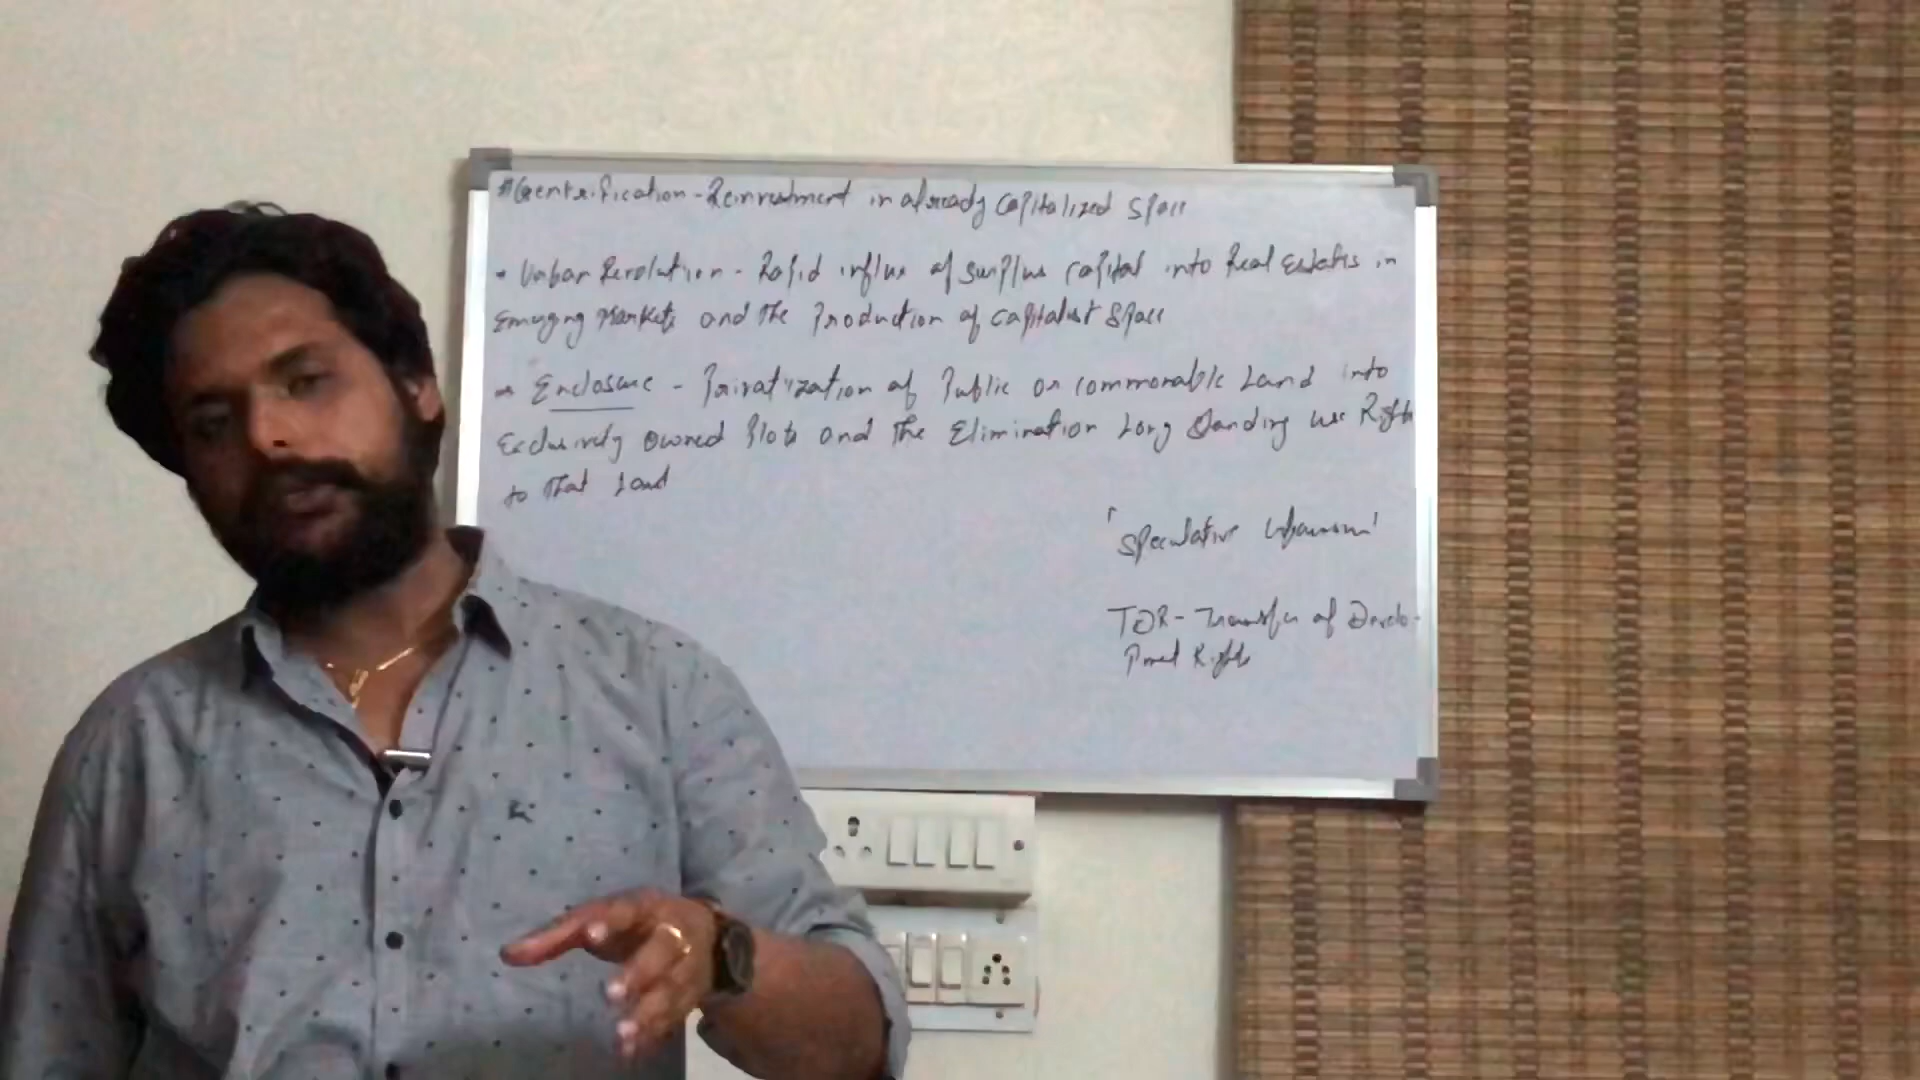 #Gentrification - Reinvestment in already Capitalized Space
- Urban Revolution - Rapid influx of Surplus Capital into Real Estates in
Emerging Markets and The Production of Capitalist Space
- Enclosure - Privatization of Public or commonable Land into
Exclusively Owned Plots and The Elimination Long Standing use Rights
to That Land
'Speculative Urbanism'
TDR - Transfer of Develo-
pment Rights